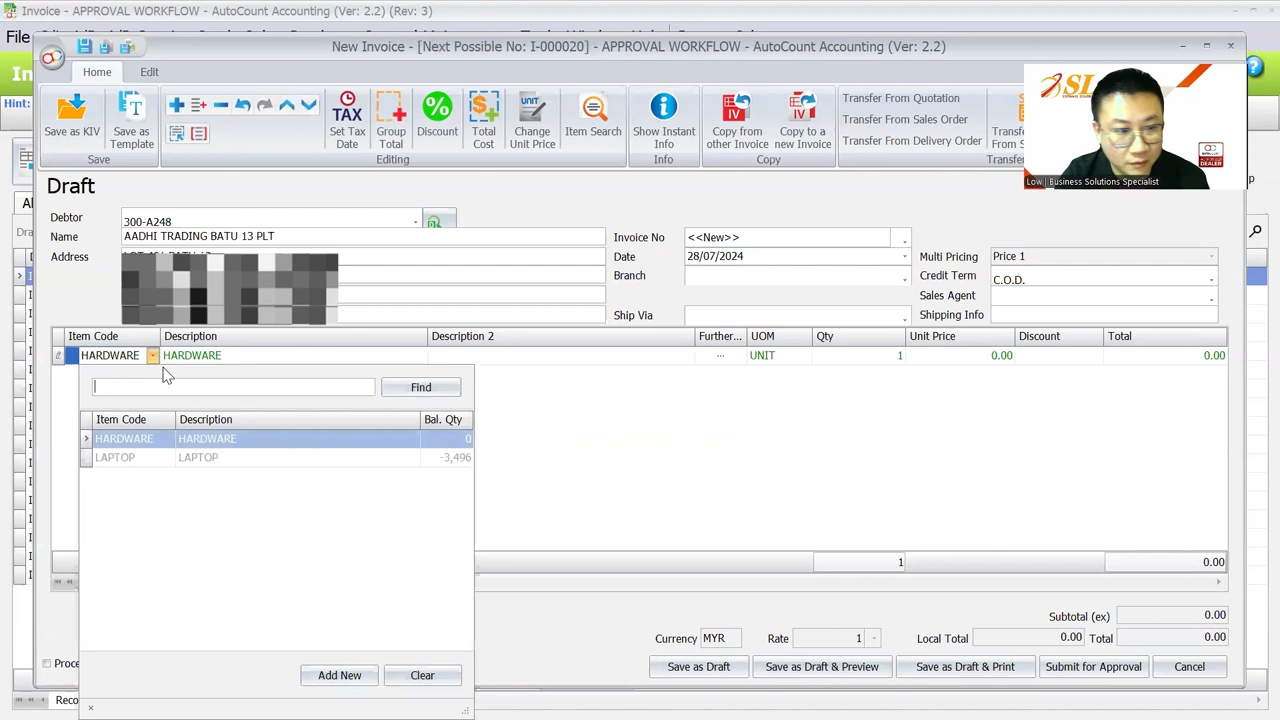 Invoice - APPROVAL WORKFLOW - AutoCount Accounting (Ver: 2.2) (Rev: 3)
File
New Invoice - [Next Possible No: I-000020] - APPROVAL WORKFLOW - AutoCount Accounting (Ver: 2.2)
Home Edit
Hint:
Save as KIV
Save as Template
Save
Set Tax Date
Group Total
Discount
Total Cost
Change Unit Price
Item Search
Editing
Show Instant Info
Info
Copy from other Invoice
Copy to a new Invoice
Copy
Transfer From Quotation
Transfer From Sales Order
Transfer From Delivery Order
SL
Low | Business Solutions Specialist
DEALER
Draft
Debtor 300-A248
Name AADHI TRADING BATU 13 PLT
Address
Invoice No <<New>>
Date 28/07/2024
Branch
Ship Via
Multi Pricing Price 1
Credit Term C.O.D.
Sales Agent
Shipping Info
Item Code Description Description 2 Further... UOM Qty Unit Price Discount Total
HARDWARE HARDWARE ... UNIT 1 0.00 0.00
Find
Item Code Description Bal. Qty
HARDWARE HARDWARE 0
LAPTOP LAPTOP -3,496
1 0.00
Subtotal (ex) 0.00
Currency MYR Rate 1 Local Total 0.00 Total 0.00
Save as Draft Save as Draft & Preview Save as Draft & Print Submit for Approval Cancel
Add New Clear